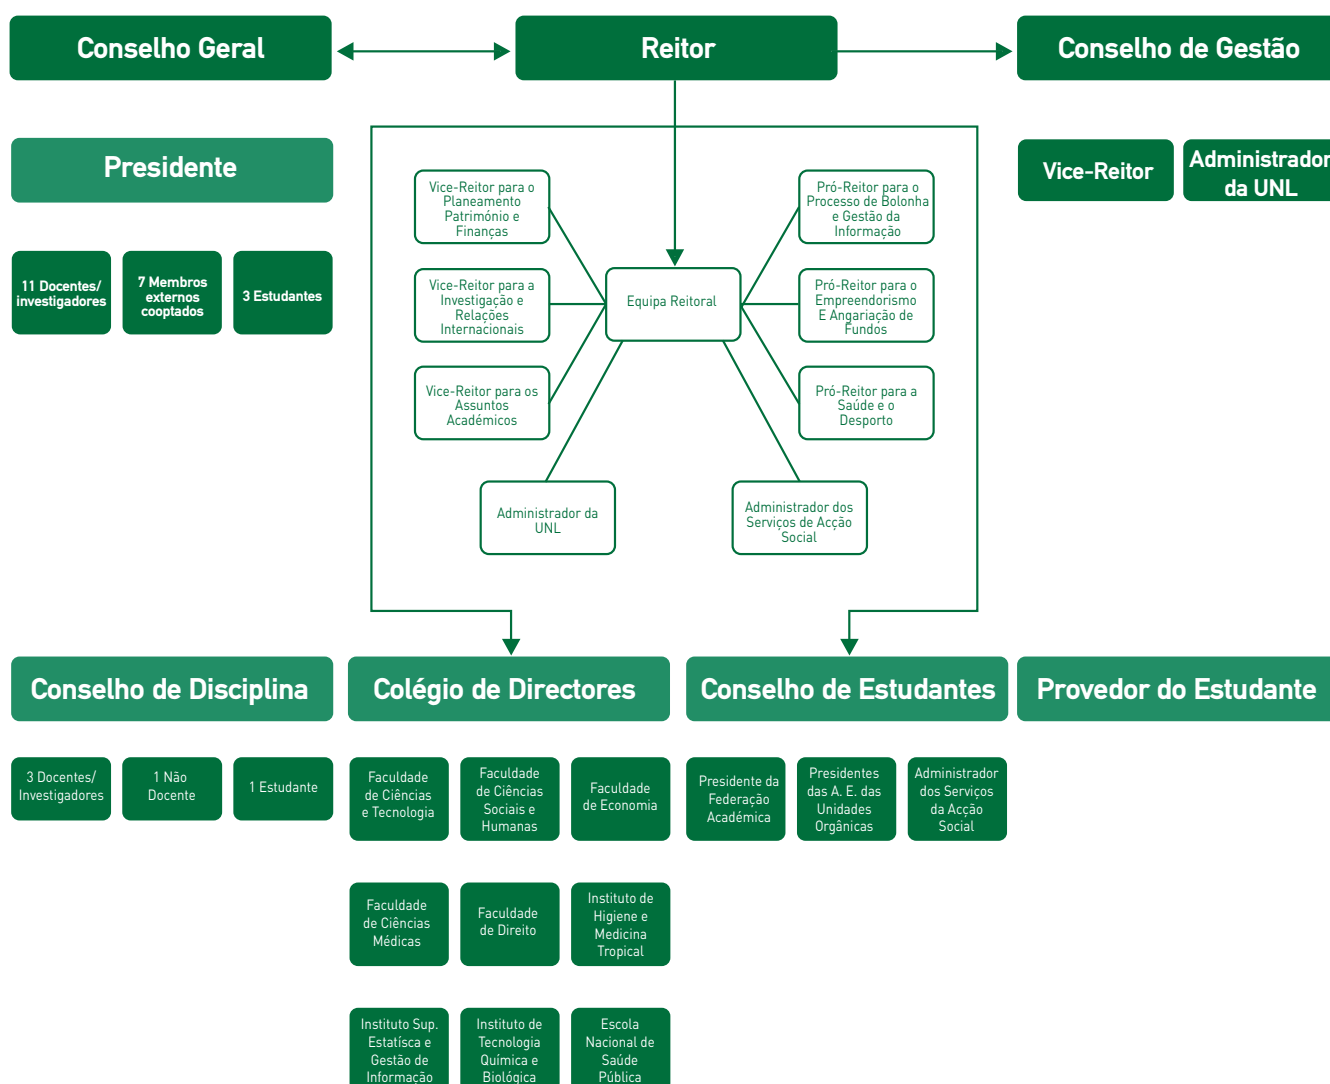 Conselho Geral
Reitor
Conselho de Gestão
Presidente
Vice-Reitor
Administrador
da UNL
11 Docentes/
investigadores
7 Membros
externos
cooptados
3 Estudantes
Vice-Reitor para o
Planeamento
Património e
Finanças
Pró-Reitor para o
Processo de Bolonha
e Gestão da
Informação
Vice-Reitor para a
Investigação e
Relações
Internacionais
Equipa Reitoral
Pró-Reitor para o
Empreendorismo
E Angariação de
Fundos
Vice-Reitor para os
Assuntos
Académicos
Pró-Reitor para a
Saúde e o
Desporto
Administrador da
UNL
Administrador dos
Serviços de Acção
Social
Conselho de Disciplina
Colégio de Directores
Conselho de Estudantes
Provedor do Estudante
3 Docentes/
Investigadores
1 Não
Docente
1 Estudante
Faculdade
de Ciências
e Tecnologia
Faculdade
de Ciências
Sociais e
Humanas
Faculdade
de Economia
Presidente da
Federação
Académica
Presidentes
das A. E. das
Unidades
Orgânicas
Administrador
dos Serviços
da Acção
Social
Faculdade
de Ciências
Médicas
Faculdade
de Direito
Instituto de
Higiene e
Medicina
Tropical
Instituto Sup.
Estatísca e
Gestão de
Informação
Instituto de
Tecnologia
Química e
Biológica
Escola
Nacional de
Saúde
Pública